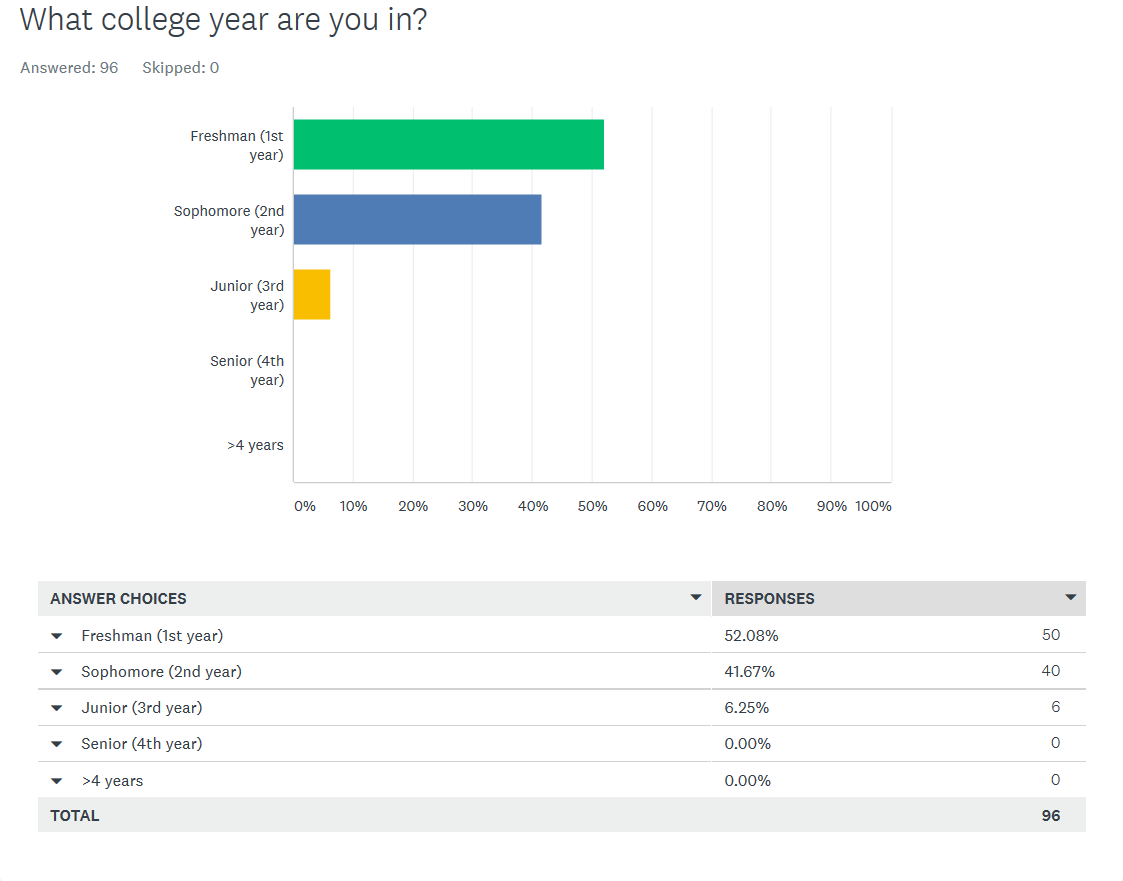 What college year are you in?
Answered: 96 Skipped: 0
Freshman (1st
year)
Sophomore (2nd
year)
Junior (3rd
year)
Senior (4th
year)
>4 years
0% 10% 20% 30% 40% 50% 60% 70% 80% 90% 100%
ANSWER CHOICES RESPONSES
Freshman (1st year) 52.08% 50
Sophomore (2nd year) 41.67% 40
Junior (3rd year) 6.25% 6
Senior (4th year) 0.00% 0
>4 years 0.00% 0
TOTAL 96